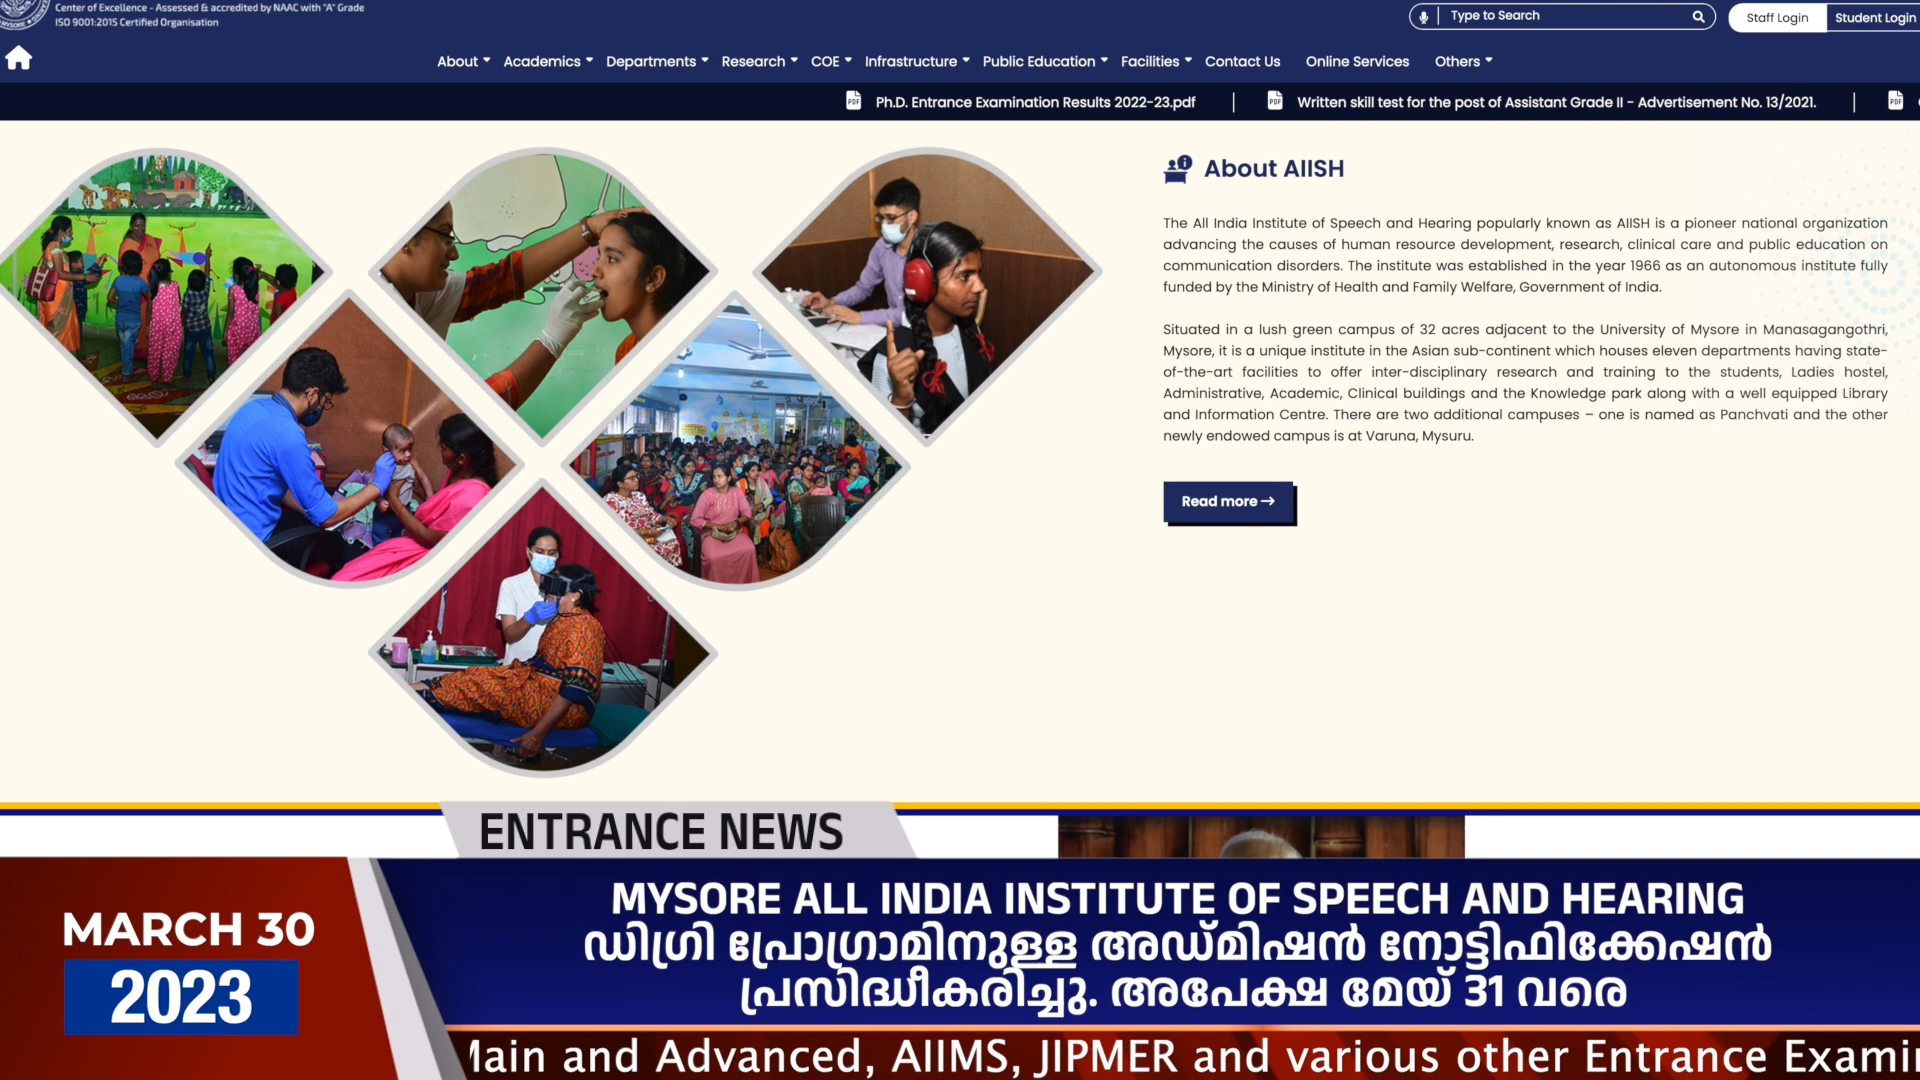 Center of Excellence - Assessed & accredited by NAAC with "A" Grade
ISO 9001:2015 Certified Organisation
Type to Search
Staff Login
Student Login
About
Academics
Departments
Research
COE
Infrastructure
Public Education
Facilities
Contact Us
Online Services
Others
Ph.D. Entrance Examination Results 2022-23.pdf
Written skill test for the post of Assistant Grade II - Advertisement No. 13/2021.
About AIISH
The All India Institute of Speech and Hearing popularly known as AIISH is a pioneer national organization
advancing the causes of human resource development, research, clinical care and public education on
communication disorders. The institute was established in the year 1966 as an autonomous institute fully
funded by the Ministry of Health and Family Welfare, Government of India.
Situated in a lush green campus of 32 acres adjacent to the University of Mysore in Manasagangothri,
Mysore, it is a unique institute in the Asian sub-continent which houses eleven departments having state-
of-the-art facilities to offer inter-disciplinary research and training to the students, Ladies hostel,
Administrative, Academic, Clinical buildings and the Knowledge park along with a well equipped Library
and Information Centre. There are two additional campuses – one is named as Panchvati and the other
newly endowed campus is at Varuna, Mysuru.
Read more →
ENTRANCE NEWS
MARCH 30
2023
MYSORE ALL INDIA INSTITUTE OF SPEECH AND HEARING
ഡിഗ്രി പ്രോഗ്രാമിനുള്ള അഡ്മിഷൻ നോട്ടിഫിക്കേഷൻ
പ്രസിദ്ധീകരിച്ചു. അപേക്ഷ മേയ് 31 വരെ
Main and Advanced, AIIMS, JIPMER and various other Entrance Exami